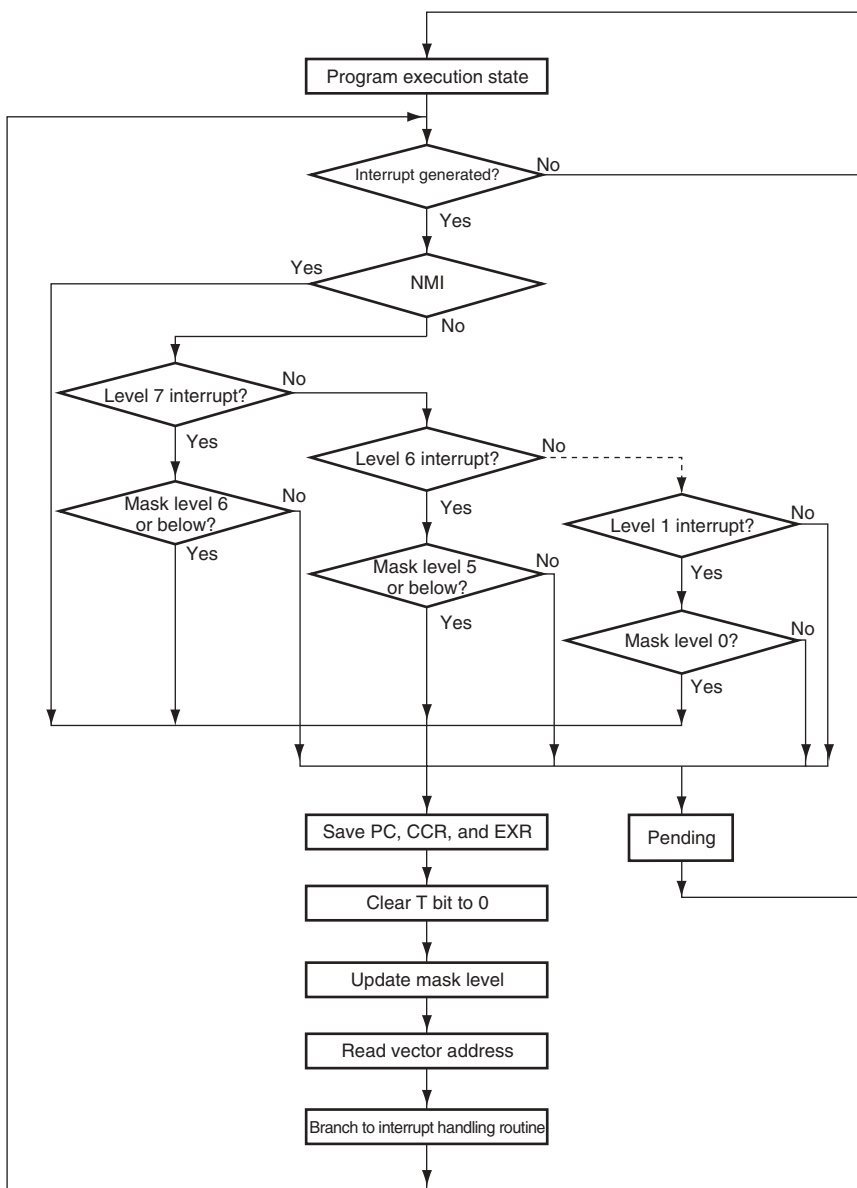 Program execution state
Interrupt generated?
No
Yes
Yes
NMI
No
Level 7 interrupt?
No
Yes
Level 6 interrupt?
No
Mask level 6
or below?
No
Yes
Level 1 interrupt?
No
Yes
Mask level 5
or below?
No
Yes
Yes
Mask level 0?
No
Yes
Save PC, CCR, and EXR
Pending
Clear T bit to 0
Update mask level
Read vector address
Branch to interrupt handling routine